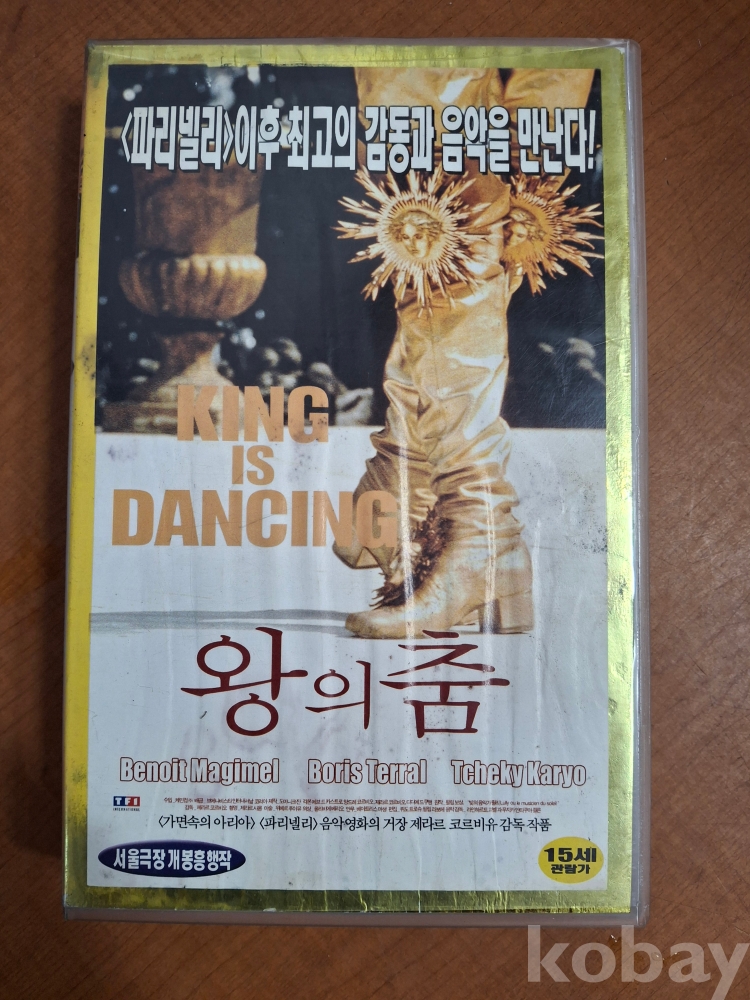 <파리넬리>이후 최고의 감동과 음악을 만난다!
KING
IS
DANCING
왕의춤
Benoit Magimel Boris Terral Tcheky Karyo
TF1
INTERNATIONAL
<가면속의 아리아> <파리넬리> 음악영화의 거장 제라르 코르비유 감독 작품
서울극장 개봉흥행작
15세
관람가
kobay